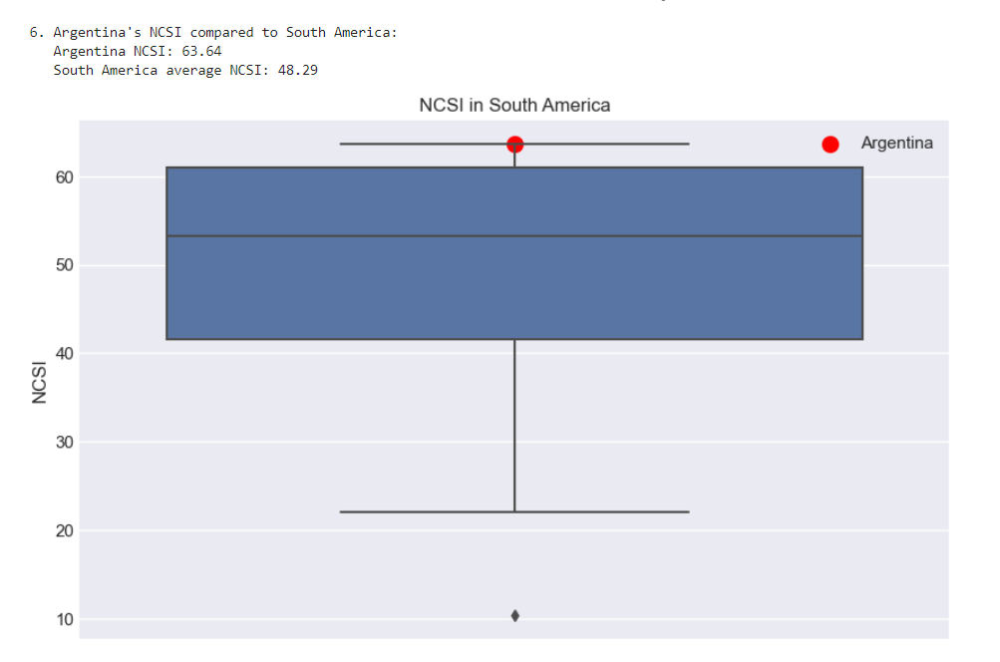 6. Argentina's NCSI compared to South America:
Argentina NCSI: 63.64
South America average NCSI: 48.29
NCSI in South America
Argentina
60
50
40
30
20
10
NCSI